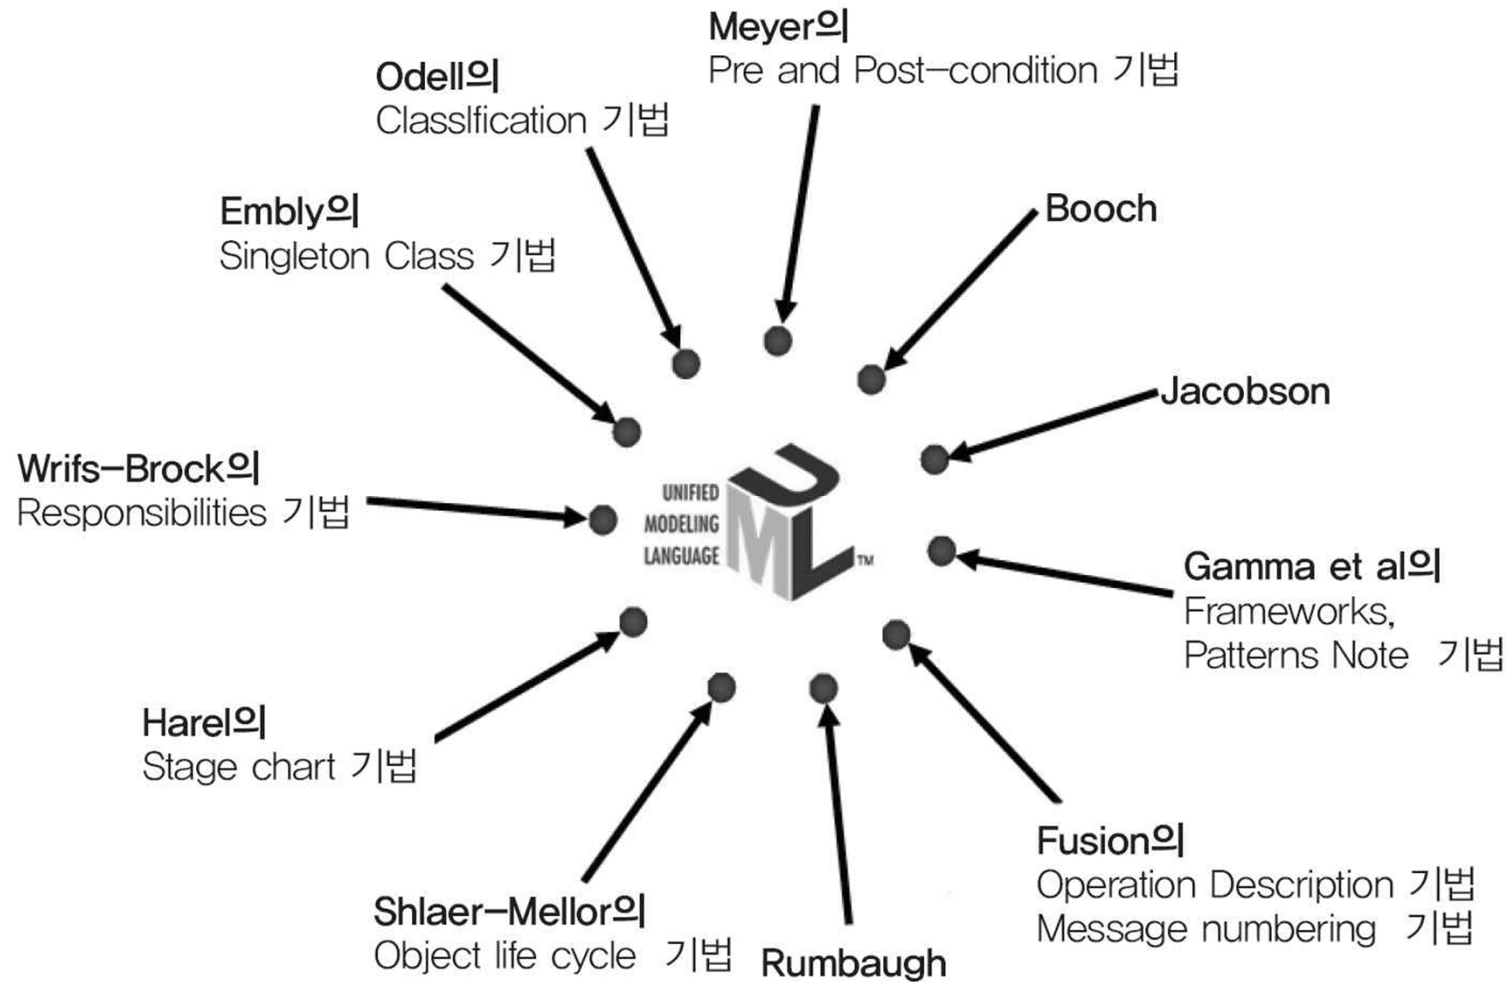 Meyer의
Pre and Post-condition 기법
Odell의
Classlfication 기법
Booch
Embly의
Singleton Class 기법
Jacobson
Wrifs-Brock의
Responsibilities 기법
UNIFIED
MODELING
LANGUAGE
UML™
Gamma et al의
Frameworks,
Patterns Note 기법
Harel의
Stage chart 기법
Fusion의
Operation Description 기법
Message numbering 기법
Shlaer-Mellor의
Object life cycle 기법
Rumbaugh